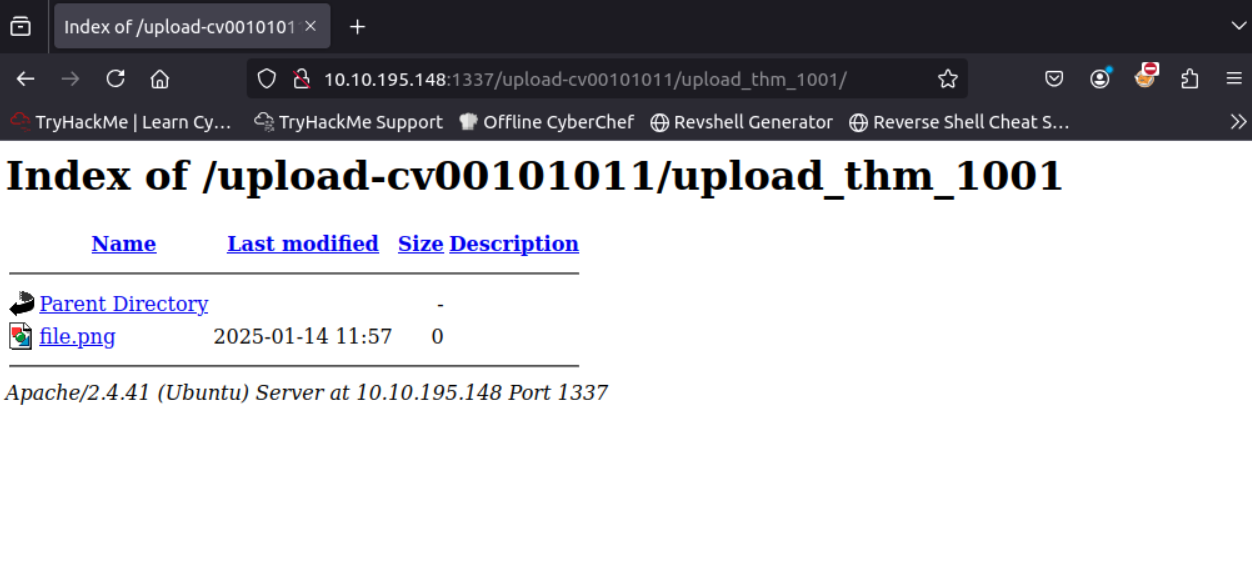 Index of /upload-cv0010101
10.10.195.148:1337/upload-cv00101011/upload_thm_1001/
TryHackMe | Learn Cy... TryHackMe Support Offline CyberChef Revshell Generator Reverse Shell Cheat S...
Index of /upload-cv00101011/upload_thm_1001
Name Last modified Size Description
Parent Directory -
file.png 2025-01-14 11:57 0
Apache/2.4.41 (Ubuntu) Server at 10.10.195.148 Port 1337